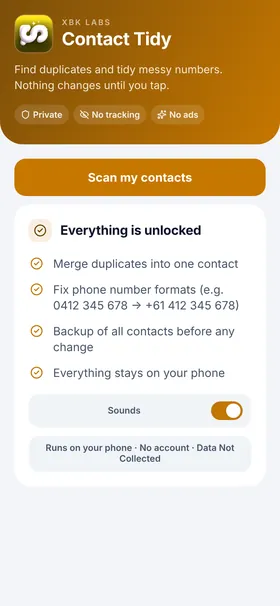 XBK LABS
Contact Tidy
Find duplicates and tidy messy numbers.
Nothing changes until you tap.
Private
No tracking
No ads
Scan my contacts
Everything is unlocked
Merge duplicates into one contact
Fix phone number formats (e.g.
0412 345 678 → +61 412 345 678)
Backup of all contacts before any
change
Everything stays on your phone
Sounds
Runs on your phone · No account · Data Not
Collected